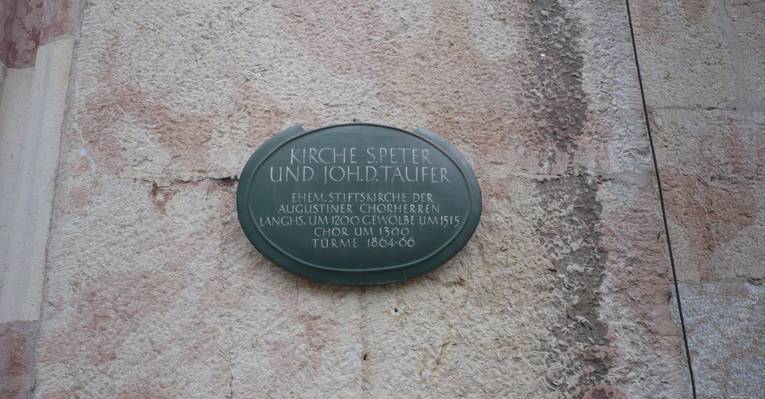 KIRCHE S.PETER
UND JOH.D.TAUFER
EHEM. STIFTSKIRCHE DER
AUGUSTINER CHORHERREN
LANGHS. UM 1200 GEWÖLBE UM 1515
CHOR UM 1300
TÜRME 1864-66